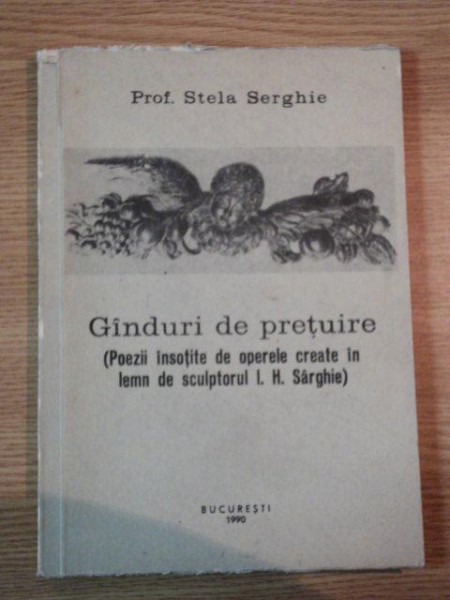 Prof. Stela Serghie
Gînduri de prețuire
(Poezii însoțite de operele create în
lemn de sculptorul I. H. Sârghie)
BUCUREȘTI
1990